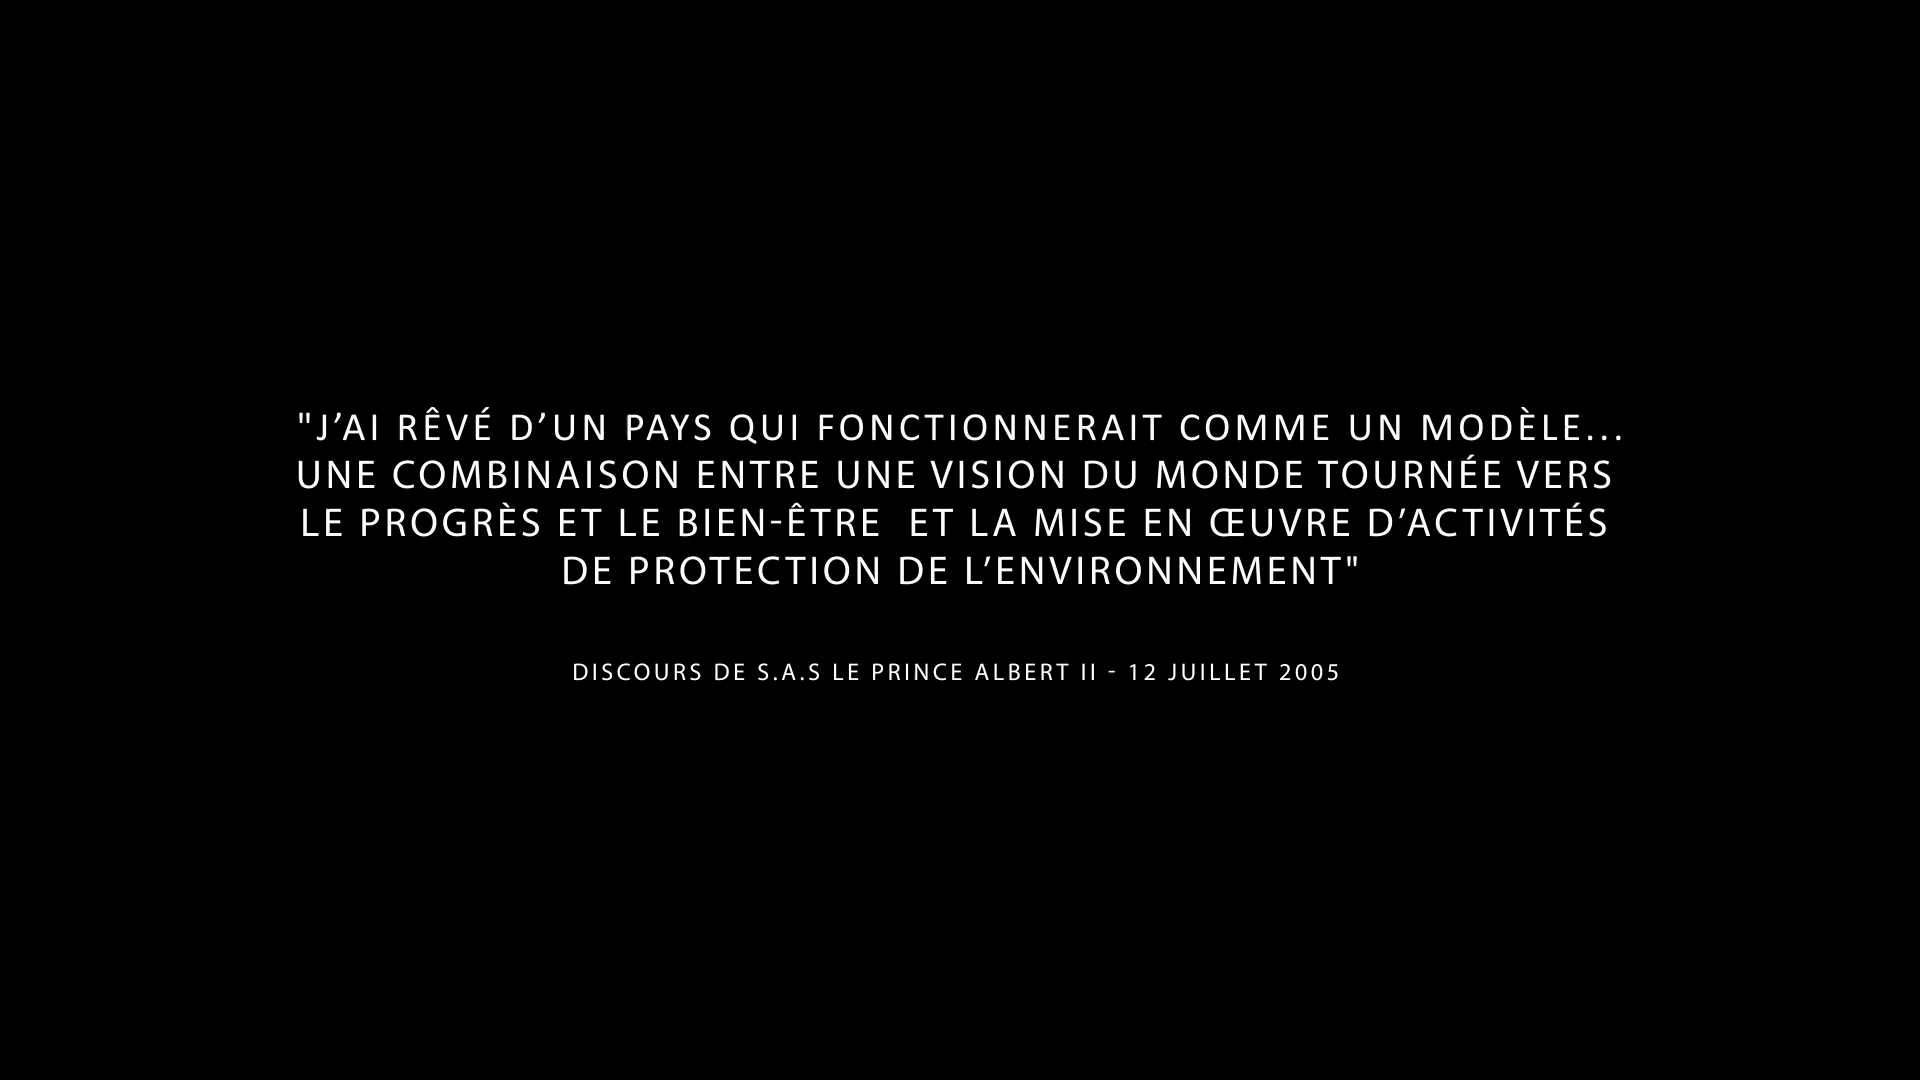 "J’AI RÊVÉ D’UN PAYS QUI FONCTIONNERAIT COMME UN MODÈLE...
UNE COMBINAISON ENTRE UNE VISION DU MONDE TOURNÉE VERS
LE PROGRÈS ET LE BIEN-ÊTRE  ET LA MISE EN ŒUVRE D’ACTIVITÉS
DE PROTECTION DE L’ENVIRONNEMENT"
DISCOURS DE S.A.S LE PRINCE ALBERT II - 12 JUILLET 2005